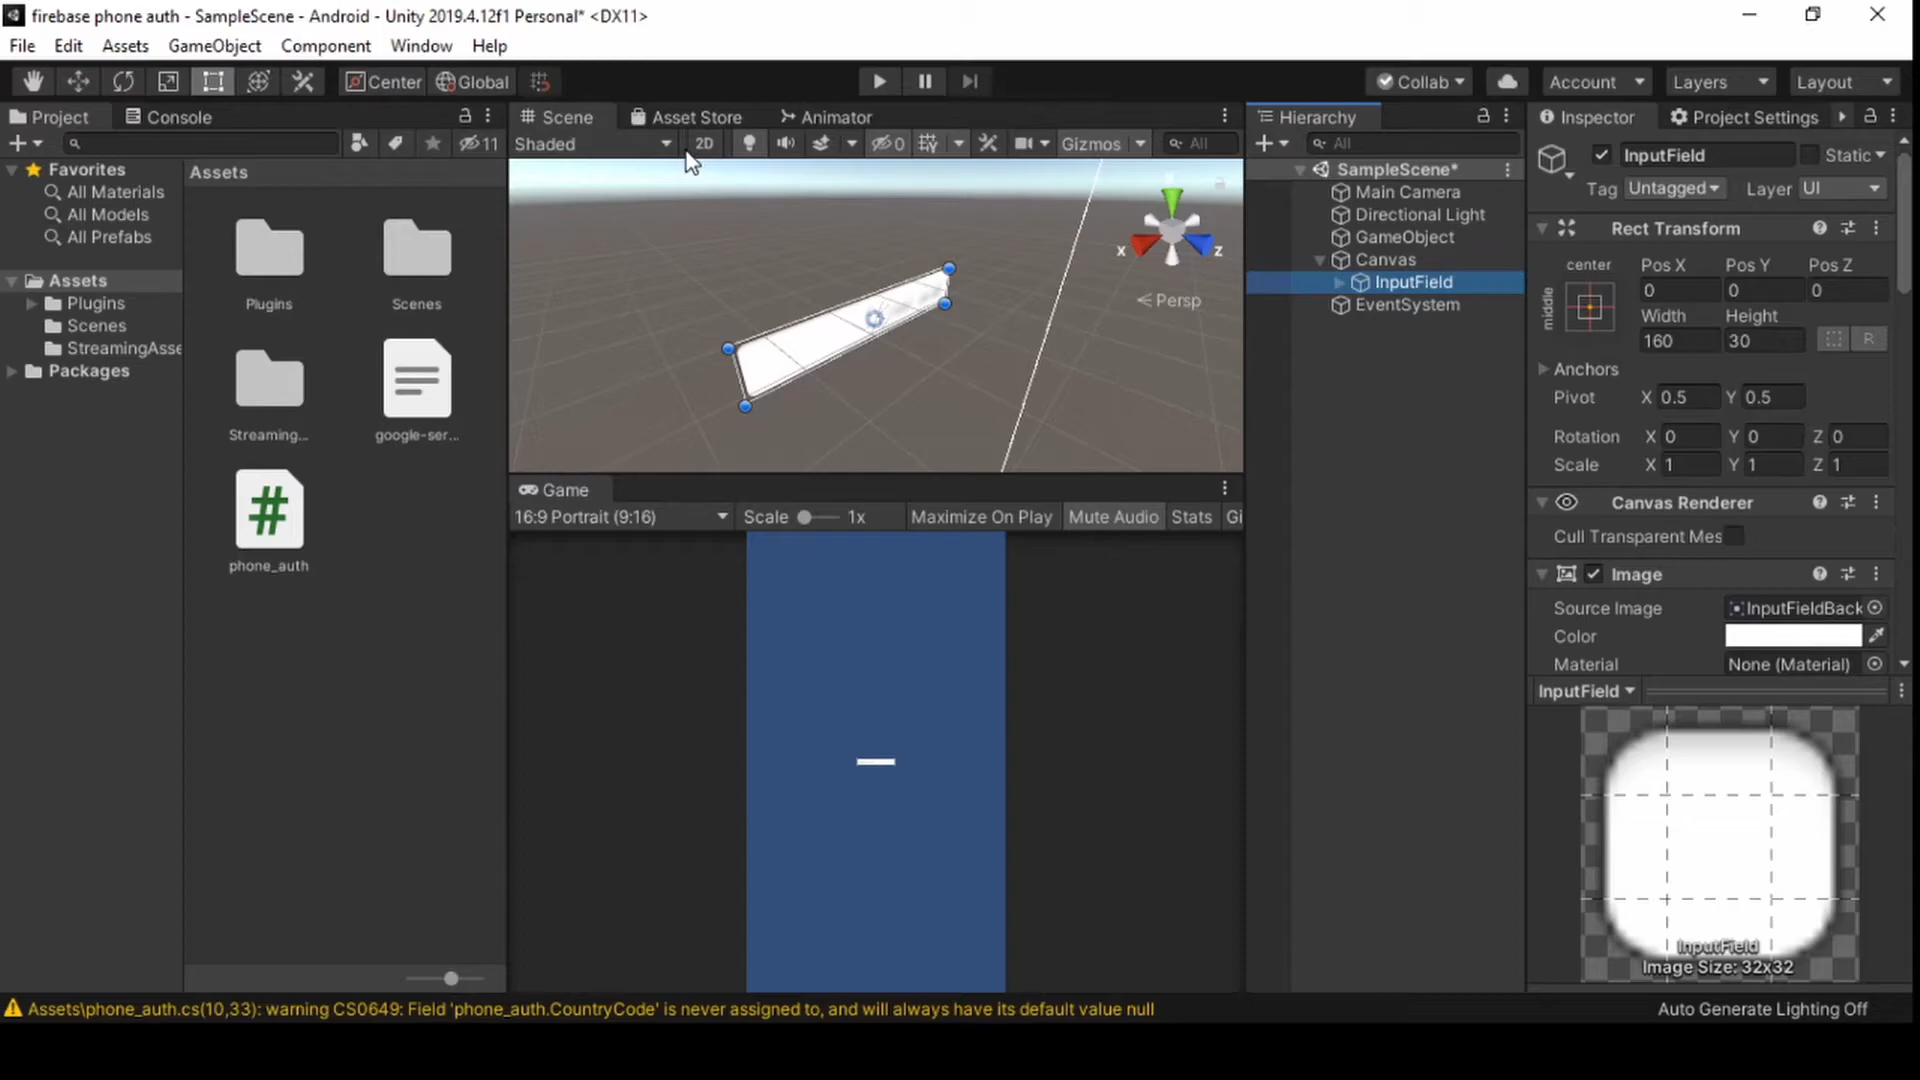 firebase phone auth - SampleScene - Android - Unity 2019.4.12f1 Personal* <DX11>
File Edit Assets GameObject Component Window Help
Center Global Collab Account Layers Layout
Project Console
11
Favorites
All Materials
All Models
All Prefabs
Assets
Plugins
Scenes
StreamingAsse
Packages
Assets
Plugins Scenes
Streaming... google-ser...
phone_auth
Scene Asset Store Animator
Shaded 2D 0 Gizmos All
x z
Persp
Game
16:9 Portrait (9:16) Scale 1x Maximize On Play Mute Audio Stats Gi
Hierarchy
All
SampleScene*
Main Camera
Directional Light
GameObject
Canvas
InputField
EventSystem
Inspector Project Settings
InputField Static
Tag Untagged Layer UI
Rect Transform
center Pos X Pos Y Pos Z
middle 0 0 0
Width Height
160 30 R
Anchors
Pivot X 0.5 Y 0.5
Rotation X 0 Y 0 Z 0
Scale X 1 Y 1 Z 1
Canvas Renderer
Cull Transparent Mes
Image
Source Image InputFieldBack
Color
Material None (Material)
InputField
InputField
Image Size: 32x32
Assets\phone_auth.cs(10,33): warning CS0649: Field 'phone_auth.CountryCode' is never assigned to, and will always have its default value null
Auto Generate Lighting Off